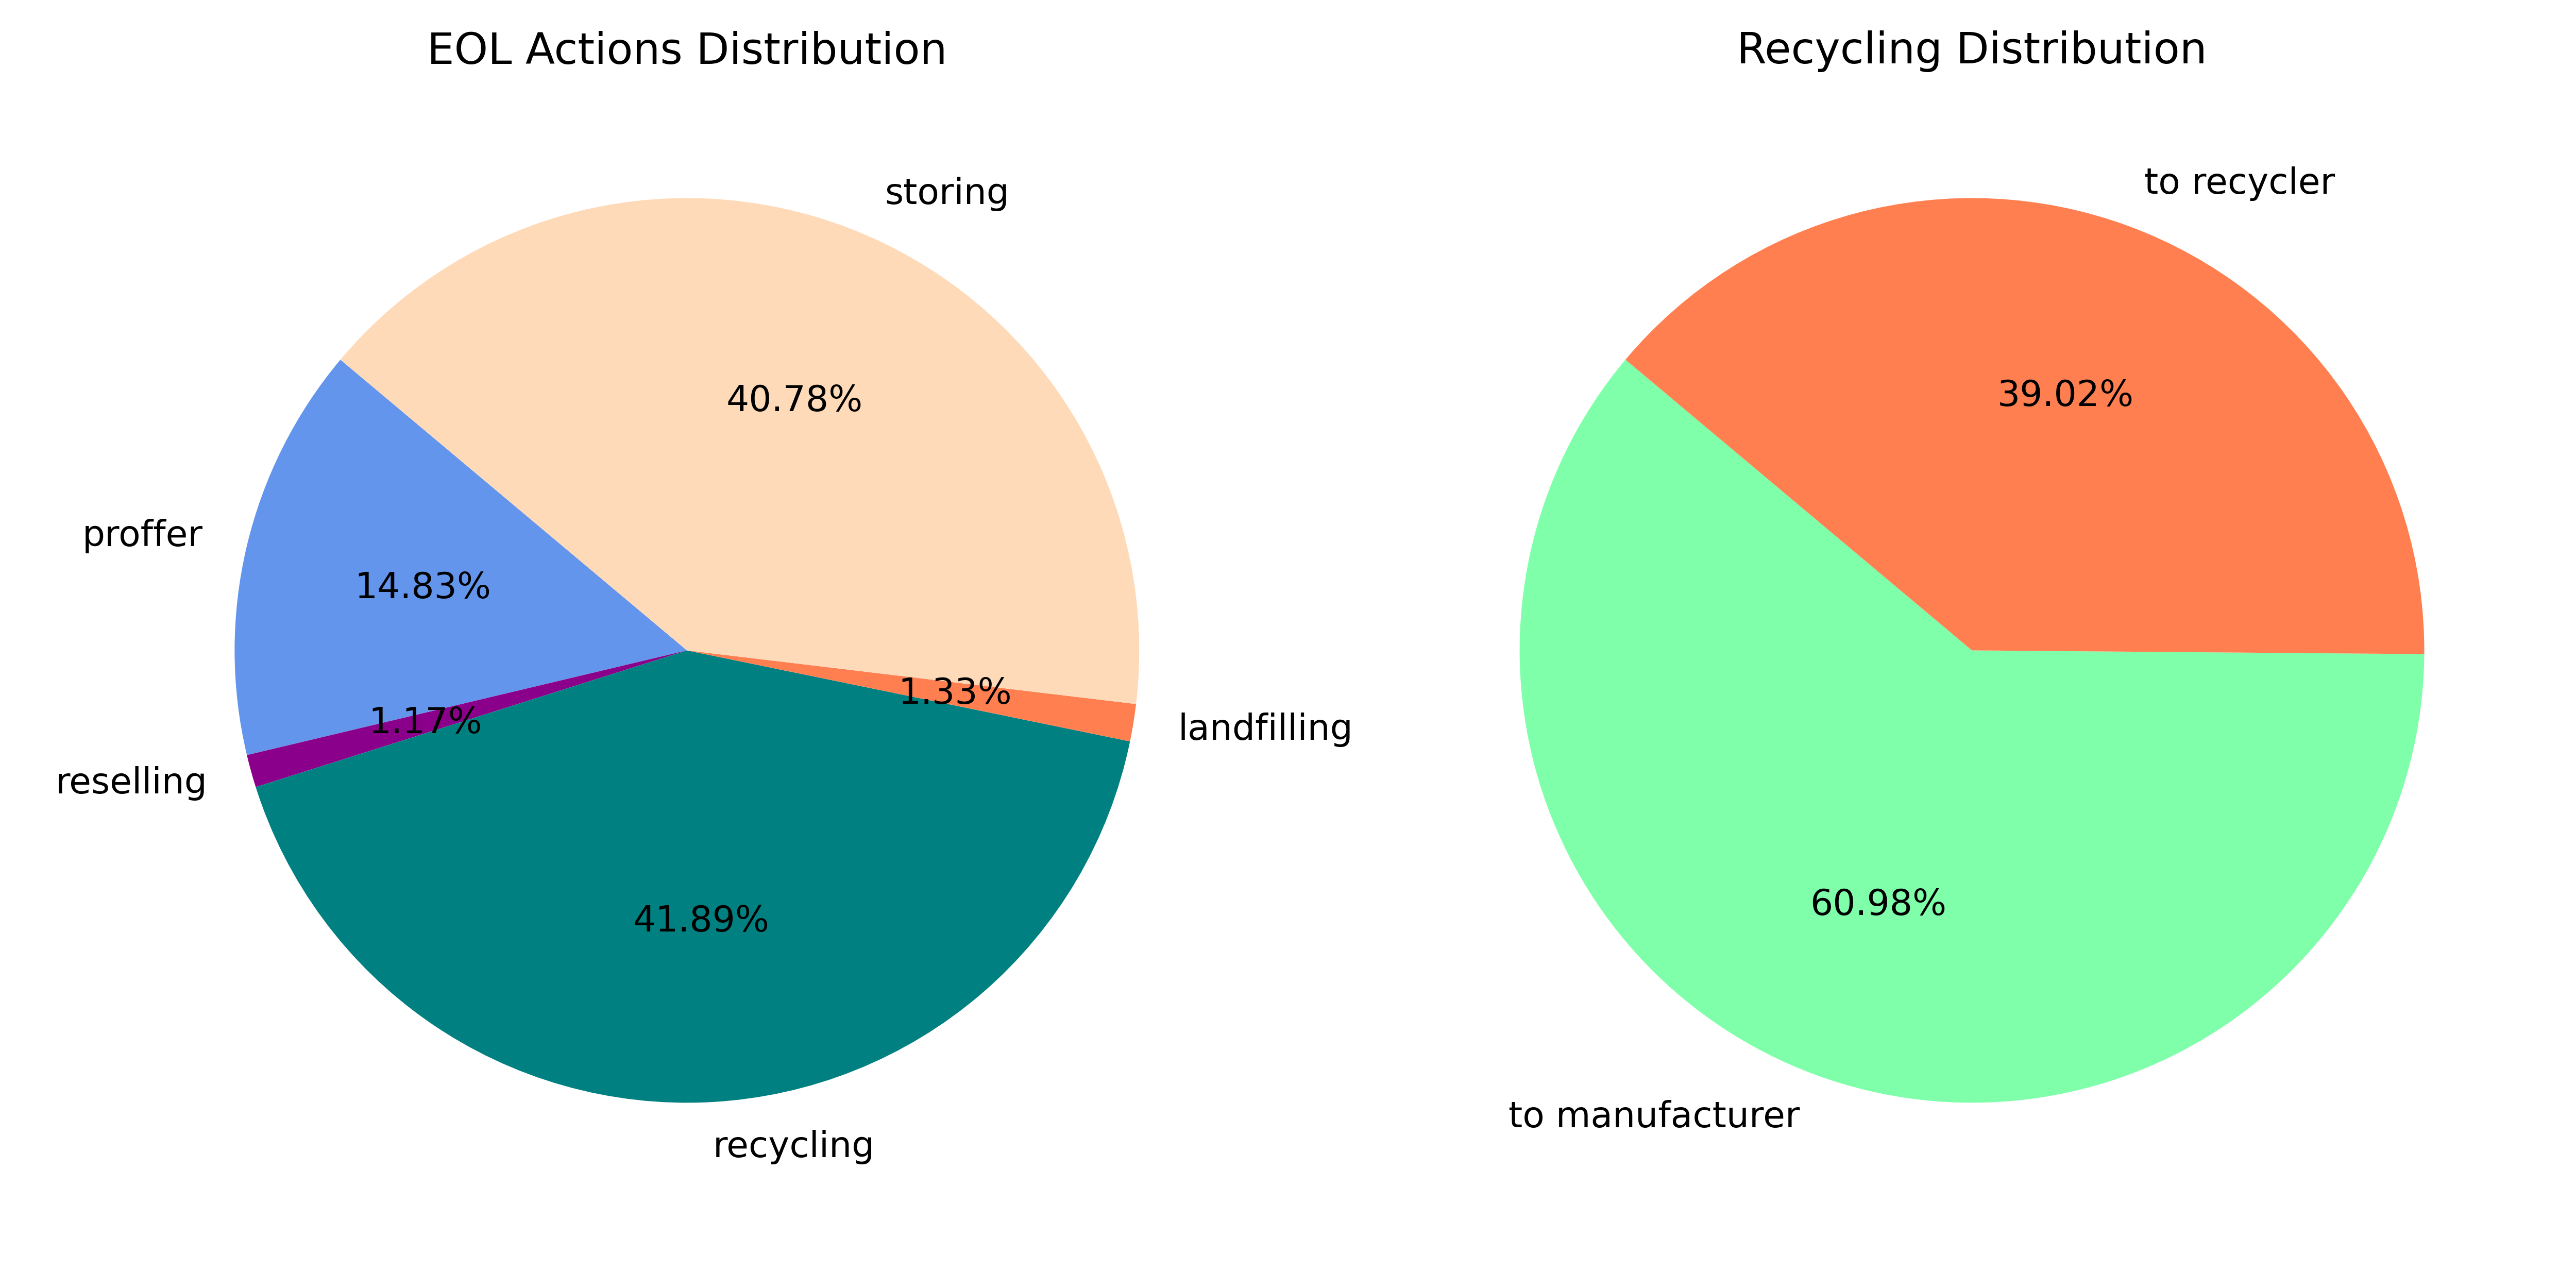 EOL Actions Distribution
storing
40.78%
proffer
14.83%
1.33%
1.17%
landfilling
reselling
41.89%
recycling
Recycling Distribution
to recycler
39.02%
60.98%
to manufacturer